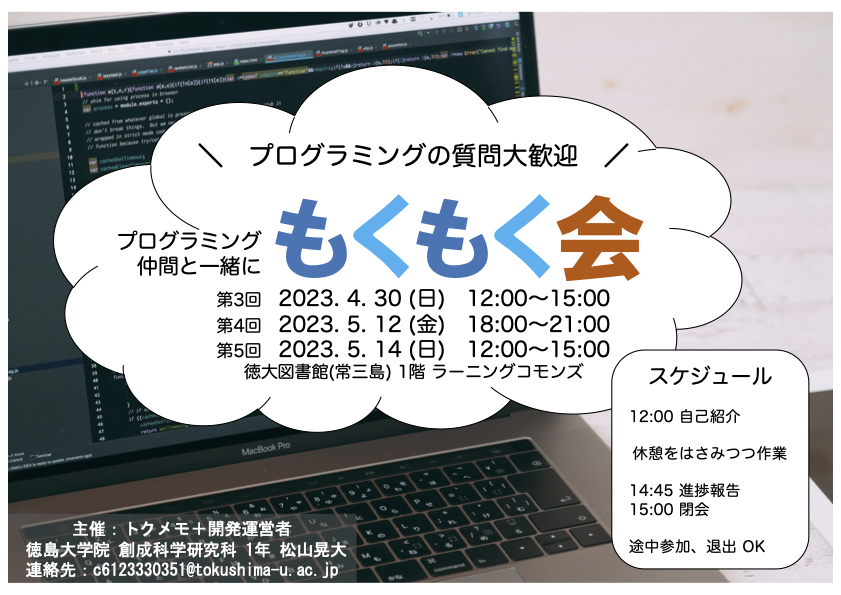 ＼ プログラミングの質問大歓迎 ／
プログラミング
仲間と一緒に
もくもく会
第3回 2023. 4. 30 (日) 12:00〜15:00
第4回 2023. 5. 12 (金) 18:00〜21:00
第5回 2023. 5. 14 (日) 12:00〜15:00
徳大図書館(常三島) 1階 ラーニングコモンズ
スケジュール
12:00 自己紹介
休憩をはさみつつ作業
14:45 進捗報告
15:00 閉会
途中参加、退出 OK
MacBook Pro
主催：トクメモ＋開発運営者
徳島大学院 創成科学研究科 1年 松山晃大
連絡先：c6123330351@tokushima-u.ac.jp